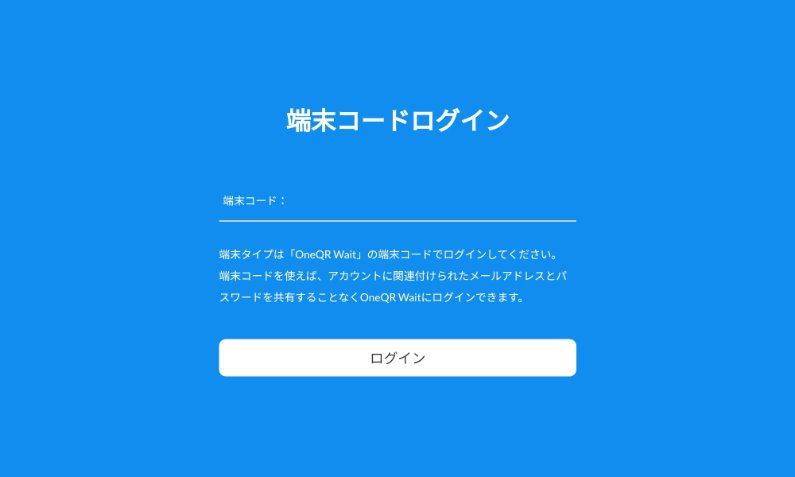 端末コードログイン
端末コード：
端末タイプは「OneQR Wait」の端末コードでログインしてください。
端末コードを使えば、アカウントに関連付けられたメールアドレスとパ
スワードを共有することなくOneQR Waitにログインできます。
ログイン